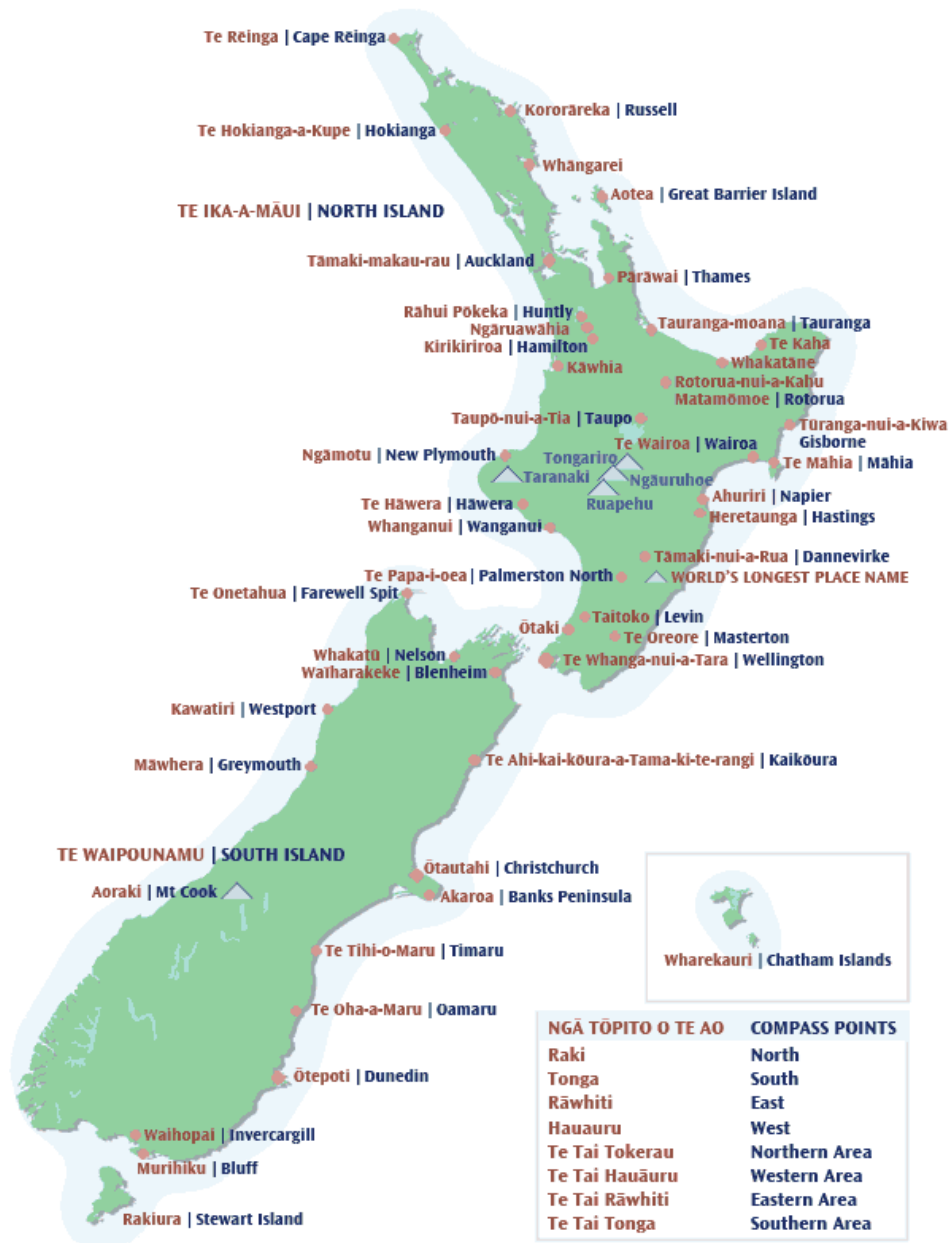 Te Rēinga | Cape Rēinga
Kororāreka | Russell
Te Hokianga-a-Kupe | Hokianga
Whāngarei
Aotea | Great Barrier Island
TE IKA-A-MĀUI | NORTH ISLAND
Tāmaki-makau-rau | Auckland
Pārāwai | Thames
Rāhui Pōkeka | Huntly
Ngāruawāhia
Tauranga-moana | Tauranga
Kirikiriroa | Hamilton
Te Kaha
Whakatāne
Kāwhia
Rotorua-nui-a-Kahu
Matamōmoe | Rotorua
Taupō-nui-a-Tia | Taupo
Tūranga-nui-a-Kiwa
Gisborne
Te Wairoa | Wairoa
Ngāmotu | New Plymouth
Tongariro
Te Māhia | Māhia
Taranaki
Ngāuruhoe
Ruapehu
Ahuriri | Napier
Te Hāwera | Hāwera
Heretaunga | Hastings
Whanganui | Wanganui
Tāmaki-nui-a-Rua | Dannevirke
Te Papa-i-oea | Palmerston North
WORLD'S LONGEST PLACE NAME
Te Onetahua | Farewell Spit
Taitoko | Levin
Ōtaki
Te Oreore | Masterton
Whakatū | Nelson
Te Whanga-nui-a-Tara | Wellington
Waīharakeke | Blenheim
Kawatiri | Westport
Te Ahi-kai-kōura-a-Tama-ki-te-rangi | Kaikōura
Māwhera | Greymouth
TE WAIPOUNAMU | SOUTH ISLAND
Ōtautahi | Christchurch
Aoraki | Mt Cook
Akaroa | Banks Peninsula
Te Tihi-o-Maru | Timaru
Wharekauri | Chatham Islands
Te Oha-a-Maru | Oamaru
Ōtepoti | Dunedin
Waihopai | Invercargill
Murihiku | Bluff
Rakiura | Stewart Island
NGĀ TŌPITO O TE AO COMPASS POINTS
Raki North
Tonga South
Rāwhiti East
Hauauru West
Te Tai Tokerau Northern Area
Te Tai Hauāuru Western Area
Te Tai Rāwhiti Eastern Area
Te Tai Tonga Southern Area